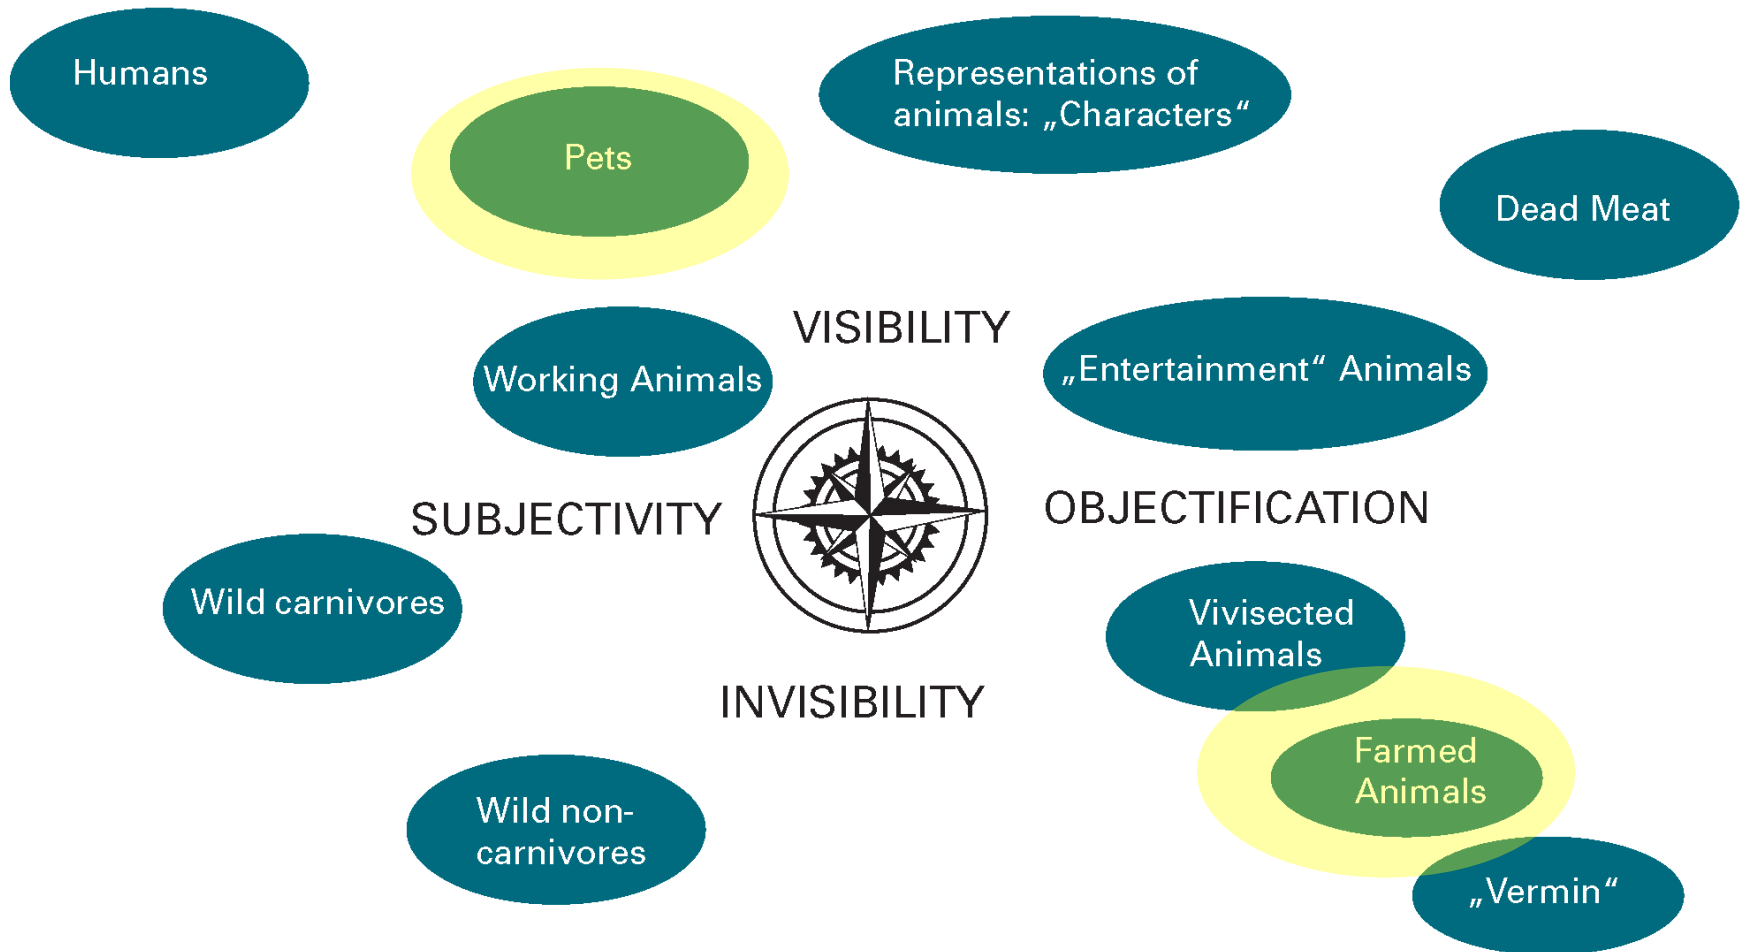 Humans
Representations of
animals: „Characters“
Pets
Dead Meat
VISIBILITY
Working Animals
„Entertainment“ Animals
SUBJECTIVITY
OBJECTIFICATION
Wild carnivores
Vivisected
Animals
INVISIBILITY
Farmed
Animals
Wild non-
carnivores
„Vermin“